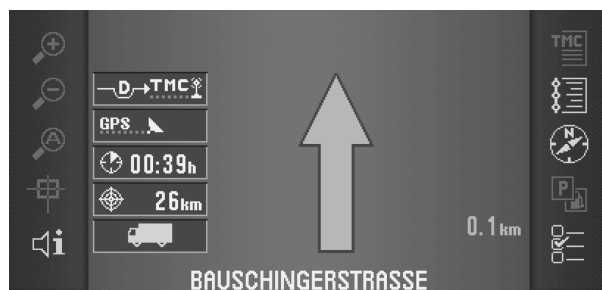 TMC
D TMC
GPS
A
N
00:39h
26km
P
0.1km
i
BAUSCHINGERSTRASSE